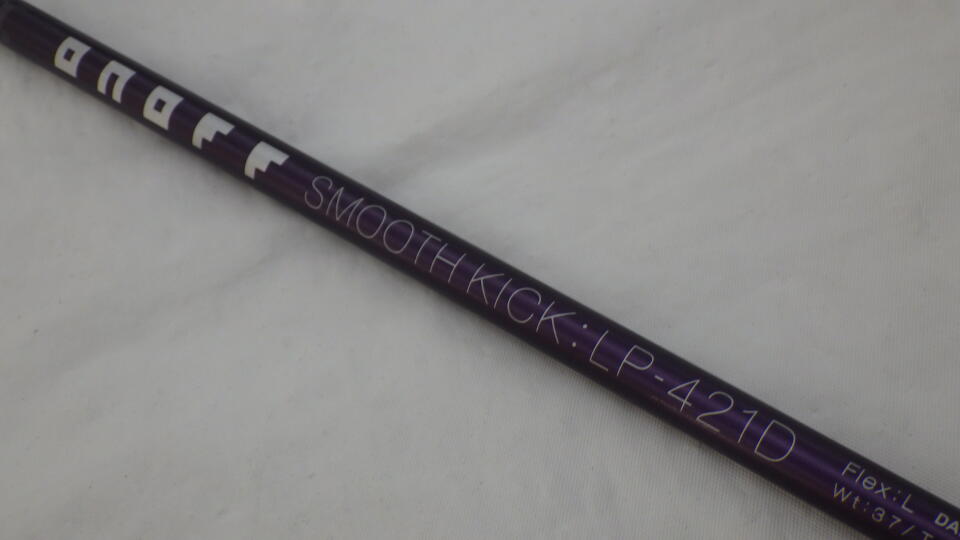 onoff SMOOTH KICK:LP-421D
Flex:L
Wt:37/